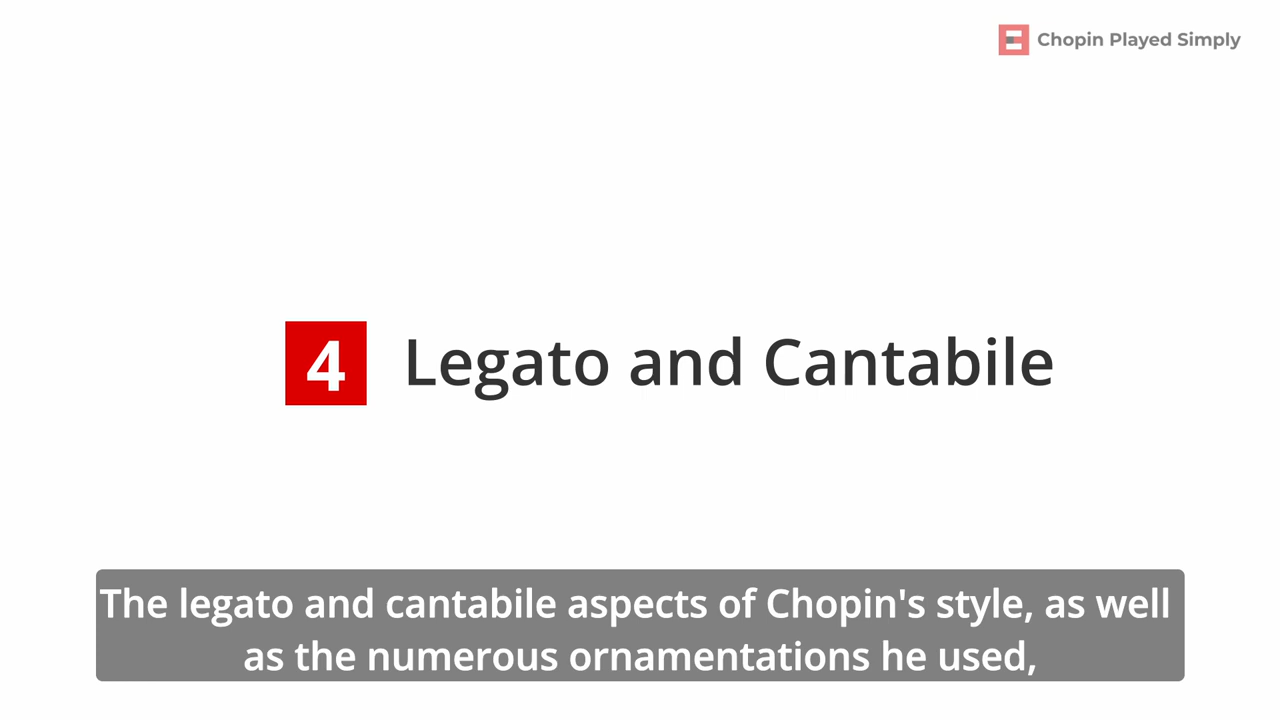 Chopin Played Simply
4 Legato and Cantabile
The legato and cantabile aspects of Chopin's style, as well
as the numerous ornamentations he used,